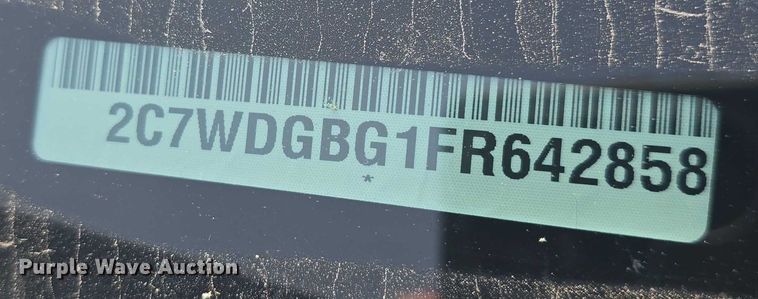 2C7WDGBG1FR642858
*
Purple Wave Auction